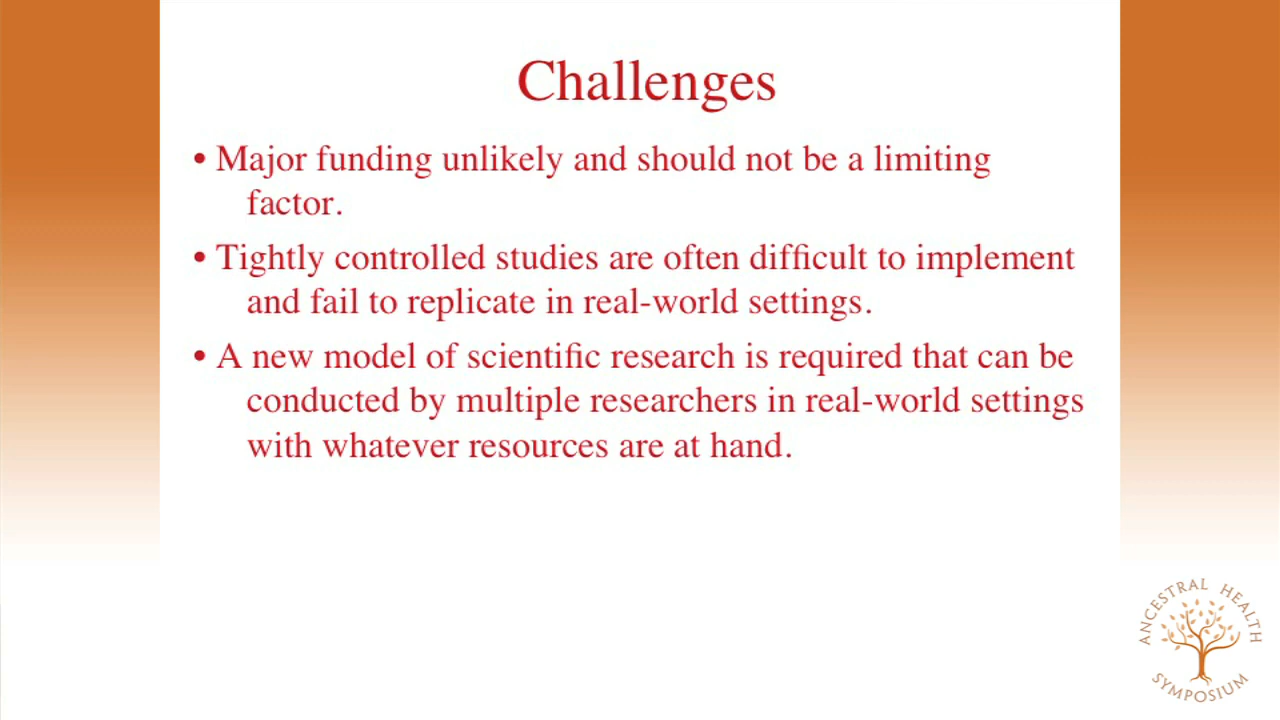 Challenges
• Major funding unlikely and should not be a limiting
factor.
• Tightly controlled studies are often difficult to implement
and fail to replicate in real-world settings.
• A new model of scientific research is required that can be
conducted by multiple researchers in real-world settings
with whatever resources are at hand.
ANCESTRAL HEALTH
SYMPOSIUM